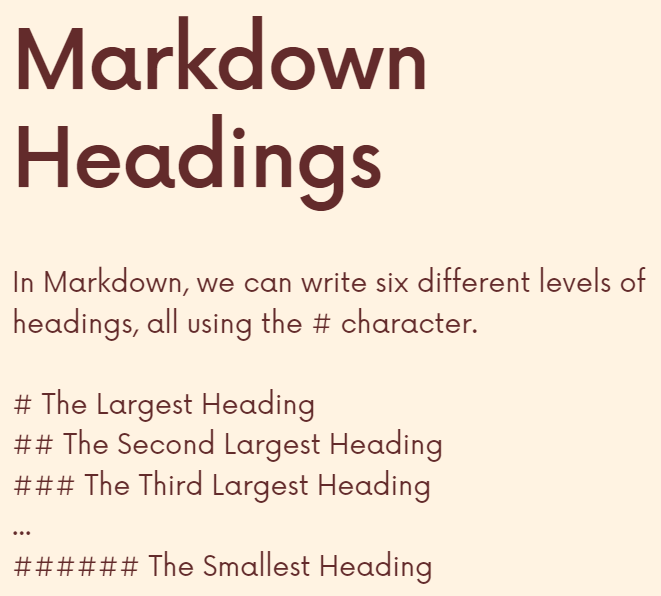 Markdown
Headings
In Markdown, we can write six different levels of
headings, all using the # character.
# The Largest Heading
## The Second Largest Heading
### The Third Largest Heading
...
###### The Smallest Heading